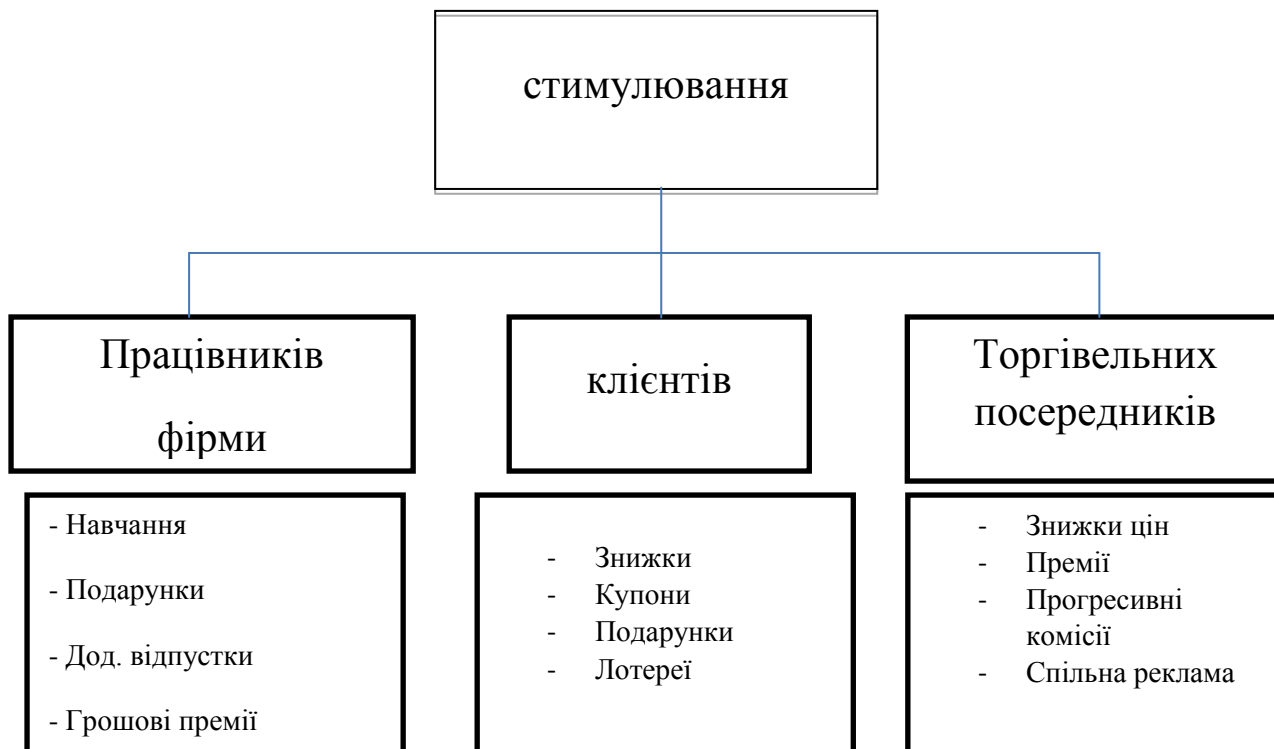 стимулювання
Працівників
фірми
клієнтів
Торгівельних
посередників
- Навчання
- Подарунки
- Дод. відпустки
- Грошові премії
- Знижки
- Купони
- Подарунки
- Лотереї
- Знижки цін
- Премії
- Прогресивні
комісії
- Спільна реклама